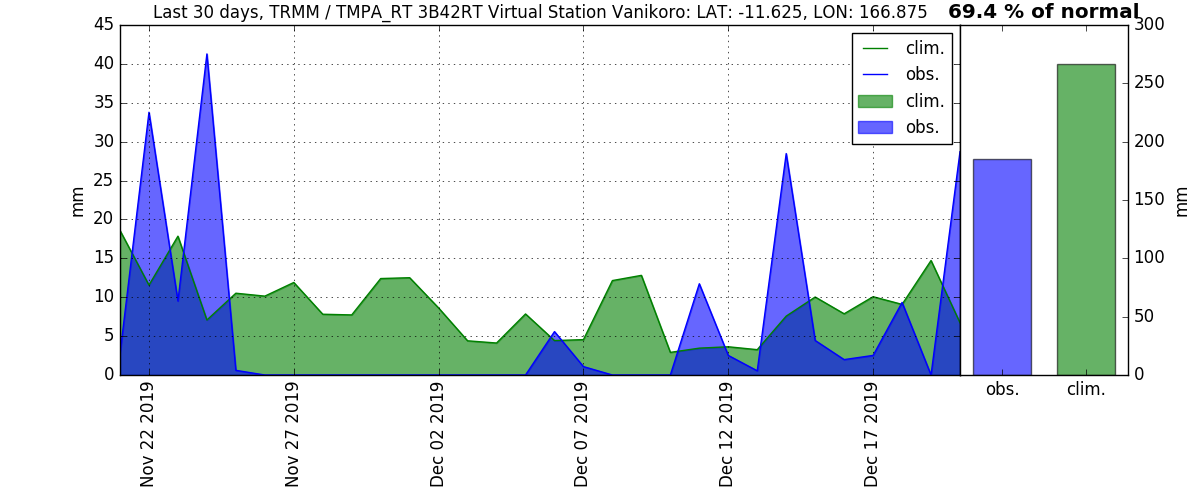 Last 30 days, TRMM / TMPA_RT 3B42RT Virtual Station Vanikoro: LAT: -11.625, LON: 166.875
69.4 % of normal
45
40
35
30
25
20
15
10
5
0
mm
clim.
obs.
clim.
obs.
Nov 22 2019
Nov 27 2019
Dec 02 2019
Dec 07 2019
Dec 12 2019
Dec 17 2019
300
250
200
150
100
50
0
mm
obs.
clim.